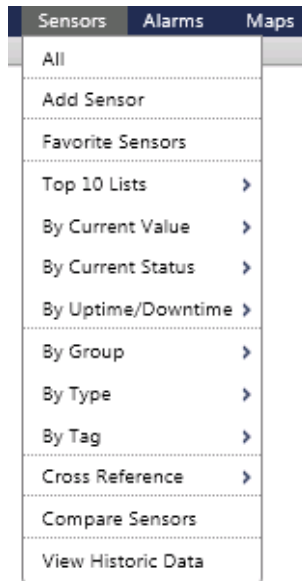 Sensors Alarms Maps
All
Add Sensor
Favorite Sensors
Top 10 Lists
By Current Value
By Current Status
By Uptime/Downtime
By Group
By Type
By Tag
Cross Reference
Compare Sensors
View Historic Data